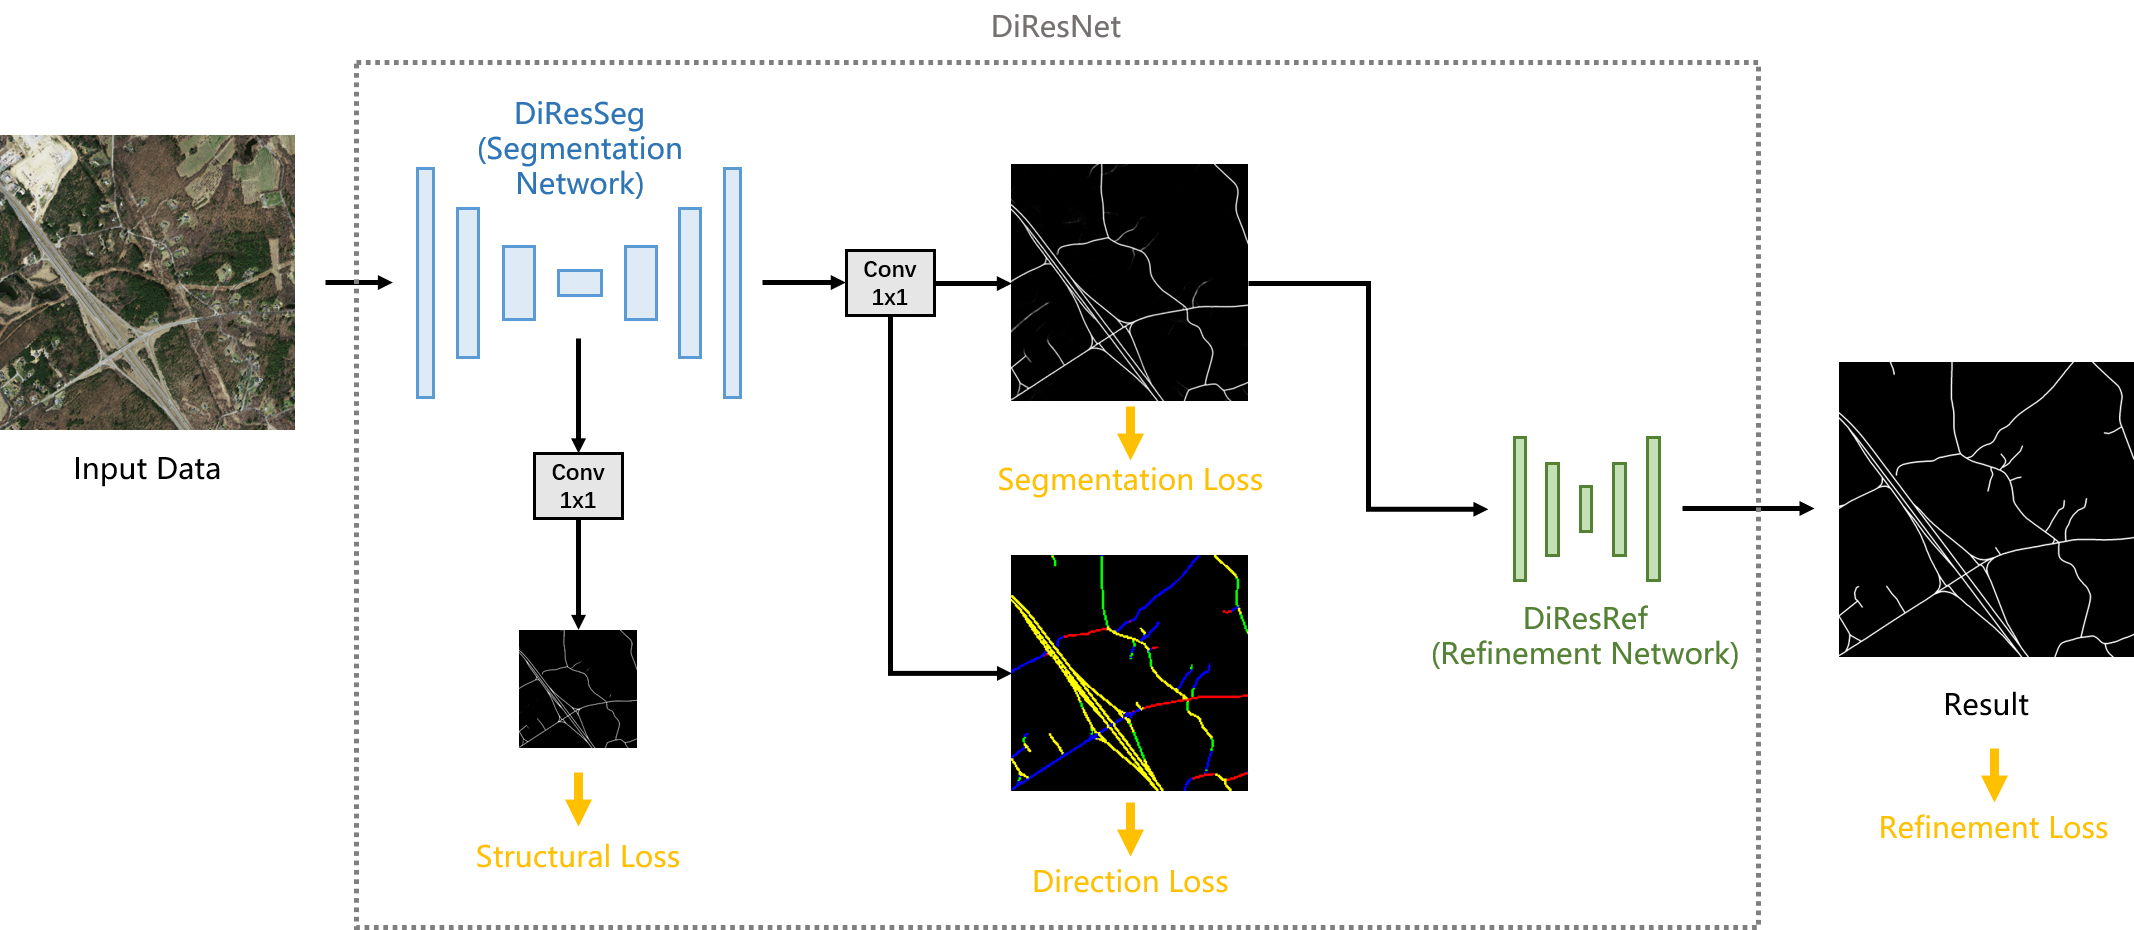 DiResNet
DiResSeg
(Segmentation
Network)
Input Data
Conv
1x1
Conv
1x1
Segmentation Loss
Structural Loss
Direction Loss
DiResRef
(Refinement Network)
Result
Refinement Loss